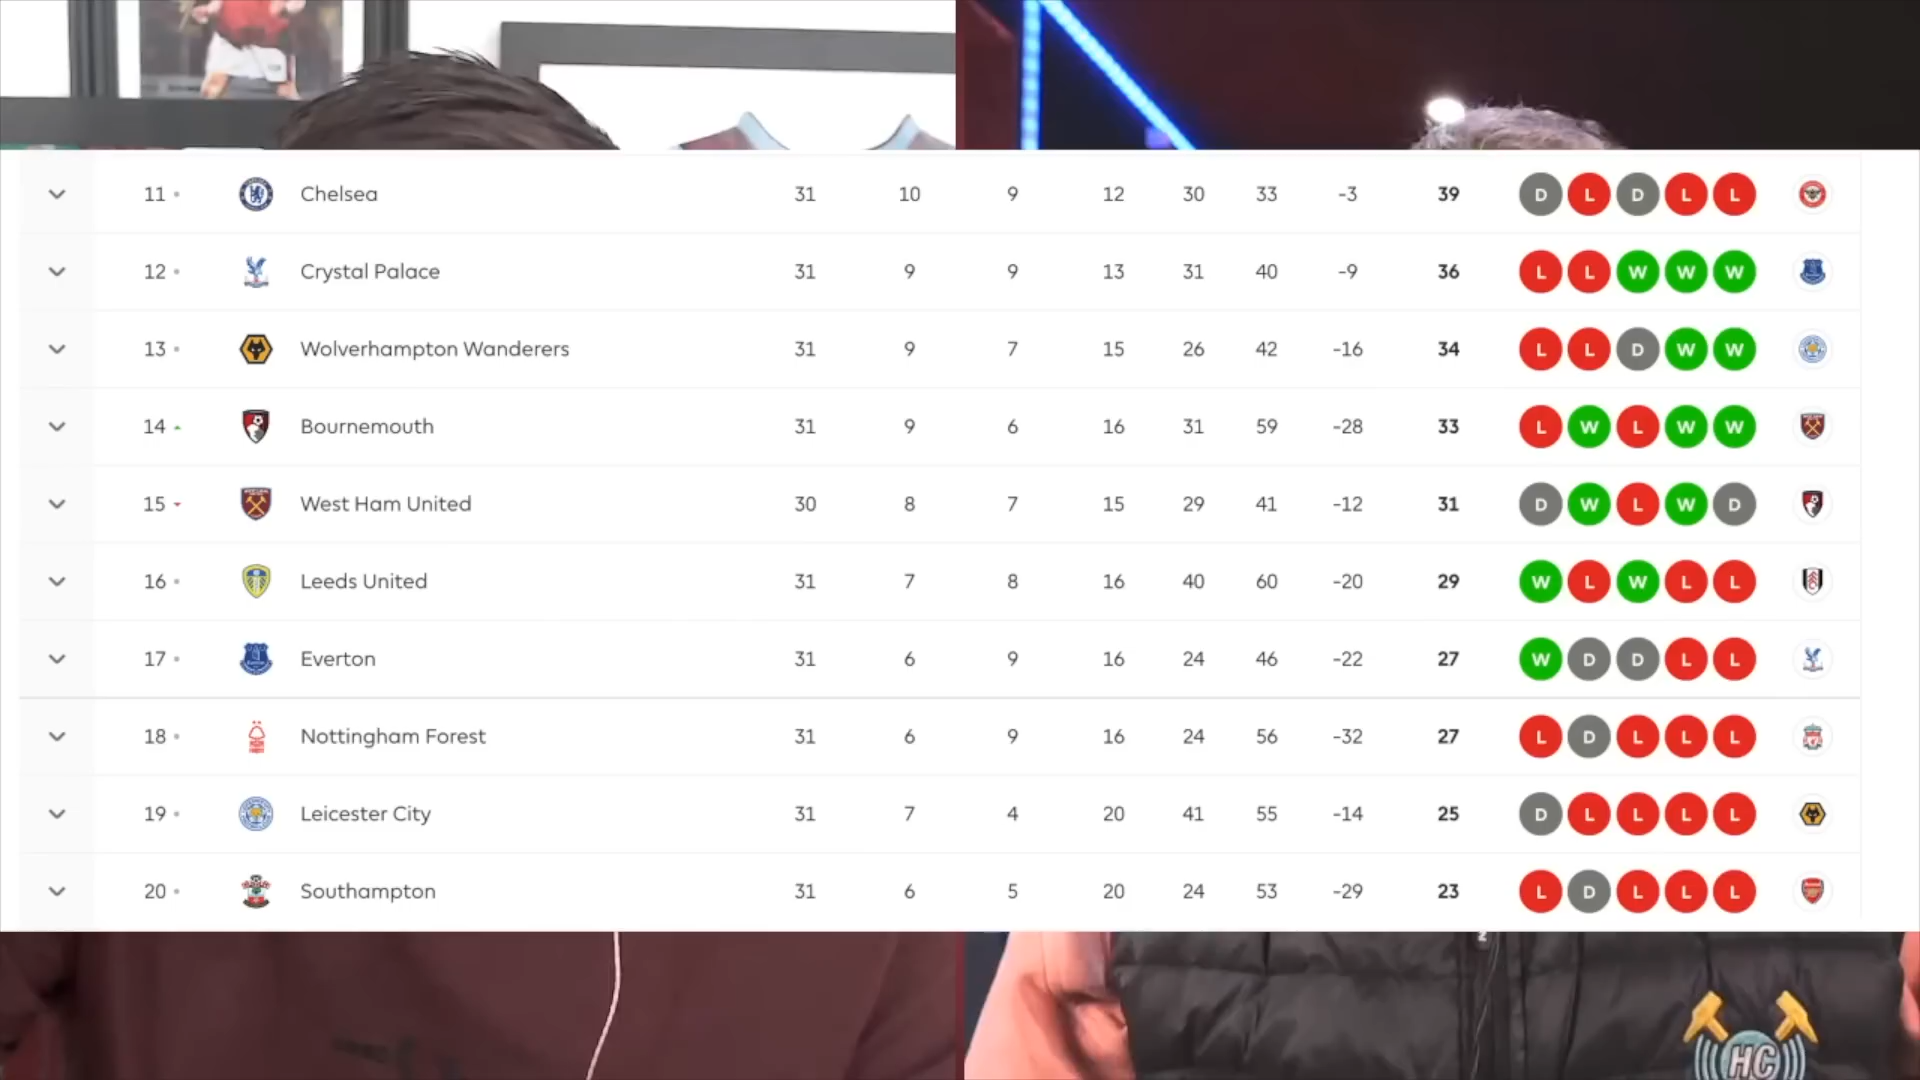 11 Chelsea 31 10 9 12 30 33 -3 39 D L D L L
12 Crystal Palace 31 9 9 13 31 40 -9 36 L L W W W
13 Wolverhampton Wanderers 31 9 7 15 26 42 -16 34 L L D W W
14 Bournemouth 31 9 6 16 31 59 -28 33 L W L W W
15 West Ham United 30 8 7 15 29 41 -12 31 D W L W D
16 Leeds United 31 7 8 16 40 60 -20 29 W L W L L
17 Everton 31 6 9 16 24 46 -22 27 W D D L L
18 Nottingham Forest 31 6 9 16 24 56 -32 27 L D L L L
19 Leicester City 31 7 4 20 41 55 -14 25 D L L L L
20 Southampton 31 6 5 20 24 53 -29 23 L D L L L
HC